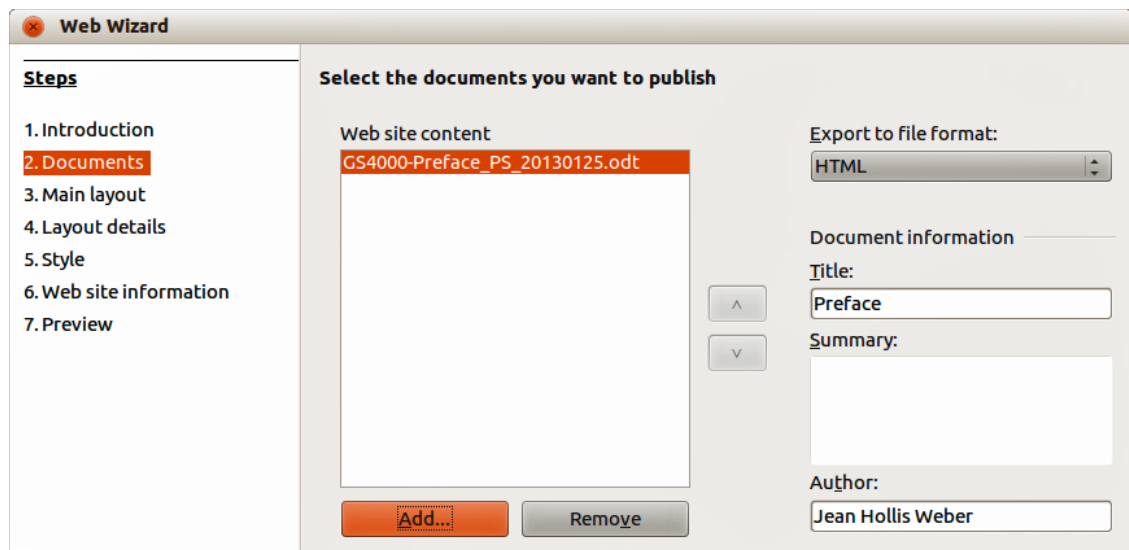 Web Wizard
Steps
1. Introduction
2. Documents
3. Main layout
4. Layout details
5. Style
6. Web site information
7. Preview
Select the documents you want to publish
Web site content
GS4000-Preface_PS_20130125.odt
Add...
Remove
Export to file format:
HTML
Document information
Title:
Preface
Summary:
Author:
Jean Hollis Weber